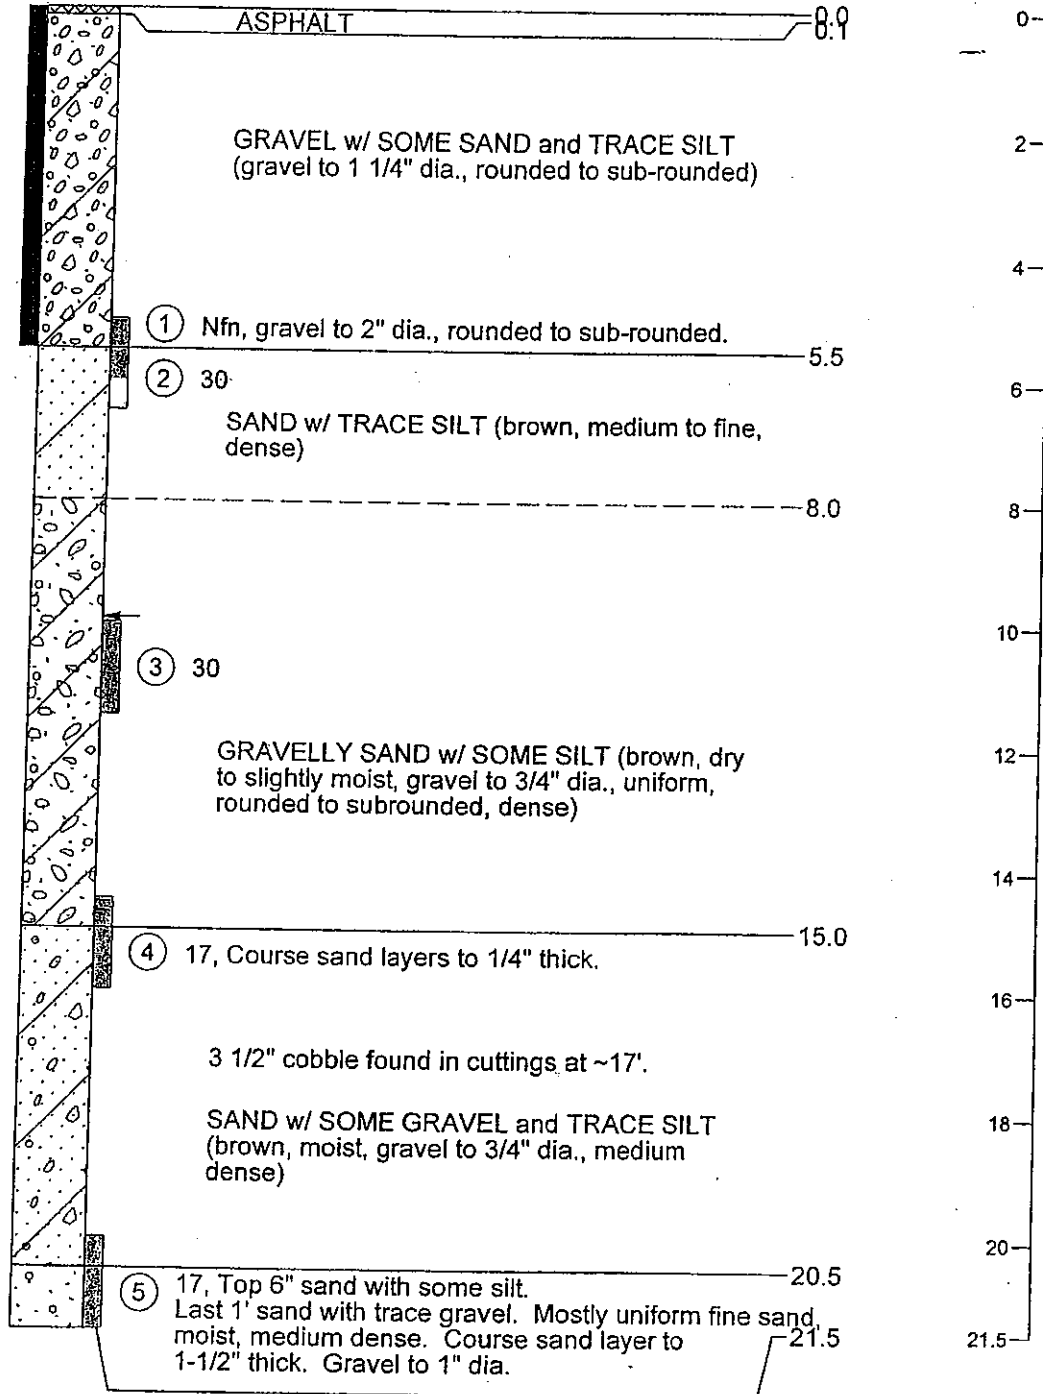 ASPHALT
0.0
0.1
0
GRAVEL w/ SOME SAND and TRACE SILT
(gravel to 1 1/4" dia., rounded to sub-rounded)
2
4
1 Nfn, gravel to 2" dia., rounded to sub-rounded.
5.5
2 30
6
SAND w/ TRACE SILT (brown, medium to fine,
dense)
8.0
8
10
3 30
GRAVELLY SAND w/ SOME SILT (brown, dry
to slightly moist, gravel to 3/4" dia., uniform,
rounded to subrounded, dense)
12
14
15.0
4 17, Course sand layers to 1/4" thick.
16
3 1/2" cobble found in cuttings at ~17'.
SAND w/ SOME GRAVEL and TRACE SILT
(brown, moist, gravel to 3/4" dia., medium
dense)
18
20
20.5
5 17, Top 6" sand with some silt.
Last 1' sand with trace gravel. Mostly uniform fine sand,
moist, medium dense. Course sand layer to
1-1/2" thick. Gravel to 1" dia.
21.5
21.5